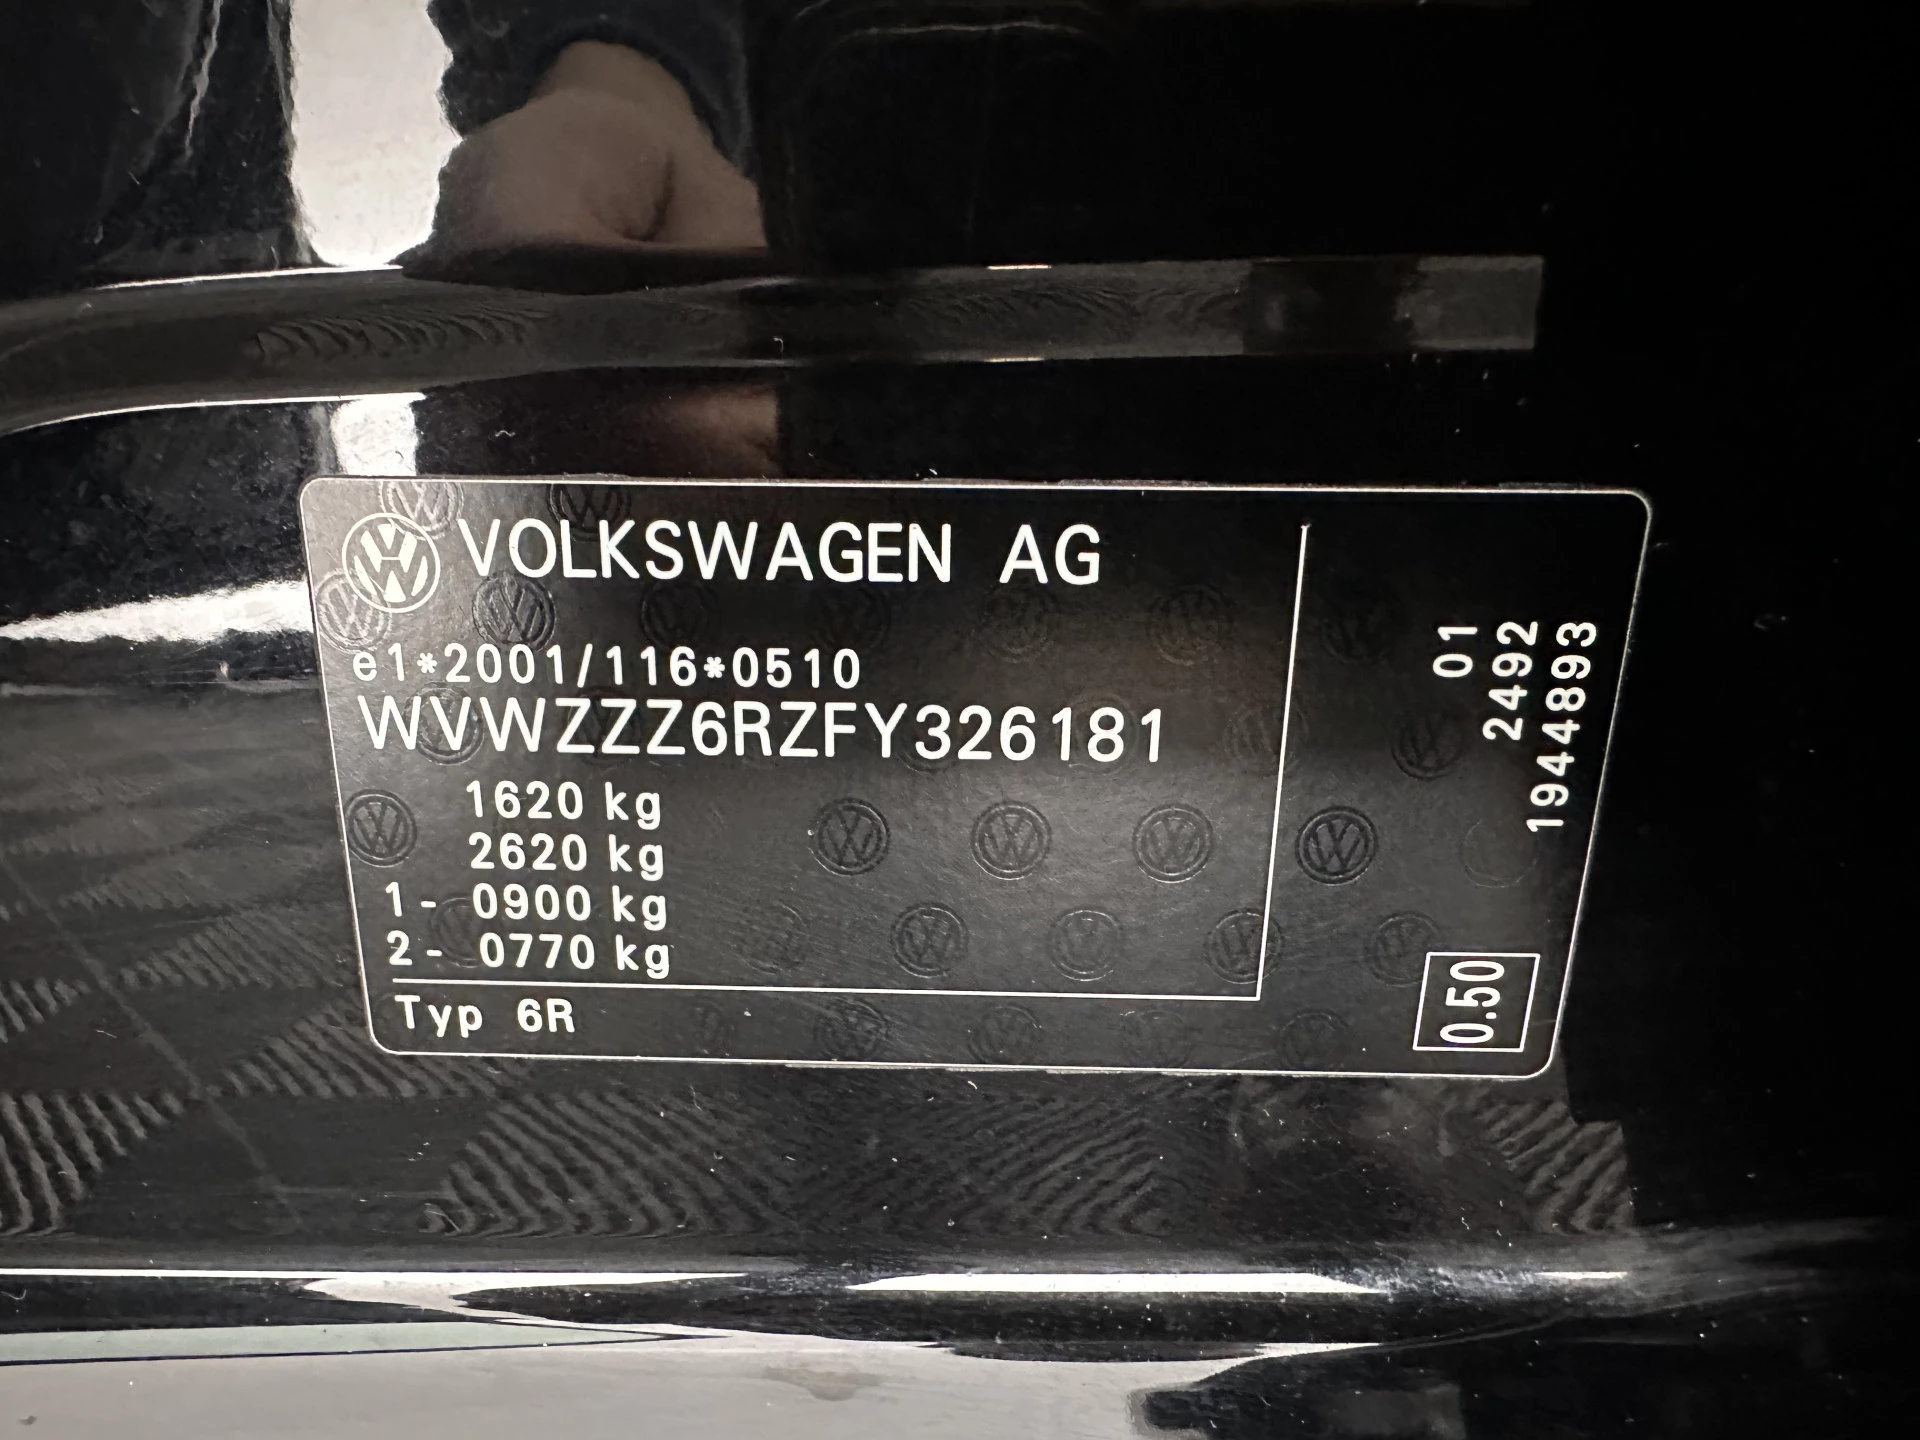 VOLKSWAGEN AG
e1*2001/116*0510
WVWZZZ6RZFY326181
1620 kg
2620 kg
1- 0900 kg
2- 0770 kg
Typ 6R
01
2492
1944893
0.50